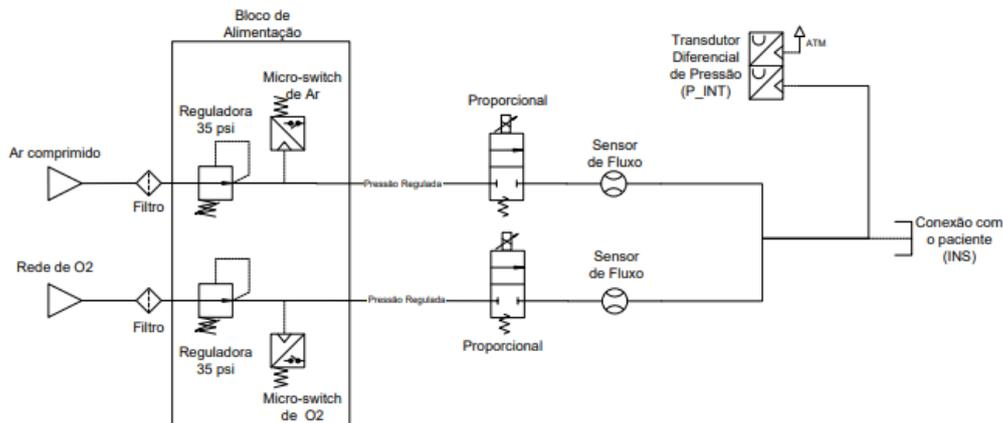 Bloco de
Alimentação
Micro-switch
de Ar
Reguladora
35 psi
Ar comprimido
Filtro
Pressão Regulada
Proporcional
Sensor
de Fluxo
Transdutor
Diferencial
de Pressão
(P_INT)
ATM
Conexão com
o paciente
(INS)
Rede de O2
Filtro
Reguladora
35 psi
Micro-switch
de O2
Pressão Regulada
Proporcional
Sensor
de Fluxo